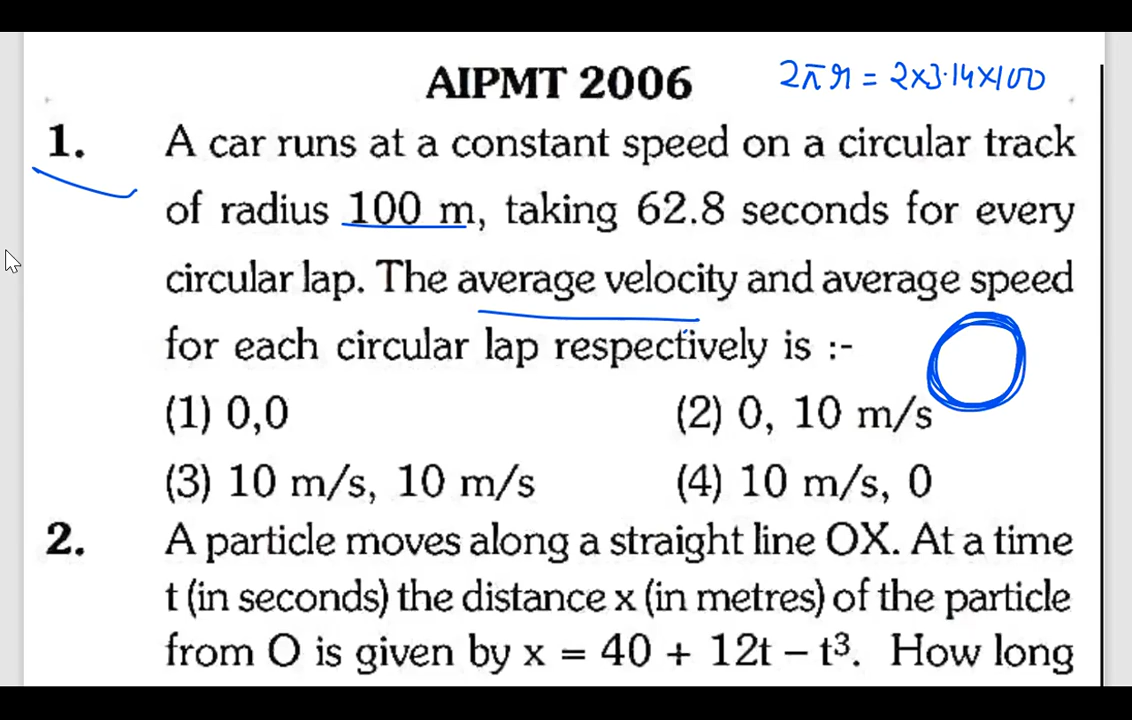 AIPMT 2006
2πr = 2×3.14×100
1. A car runs at a constant speed on a circular track
of radius 100 m, taking 62.8 seconds for every
circular lap. The average velocity and average speed
for each circular lap respectively is :-
(1) 0,0 (2) 0, 10 m/s
(3) 10 m/s, 10 m/s (4) 10 m/s, 0
2. A particle moves along a straight line OX. At a time
t (in seconds) the distance x (in metres) of the particle
from O is given by x = 40 + 12t – t³. How long